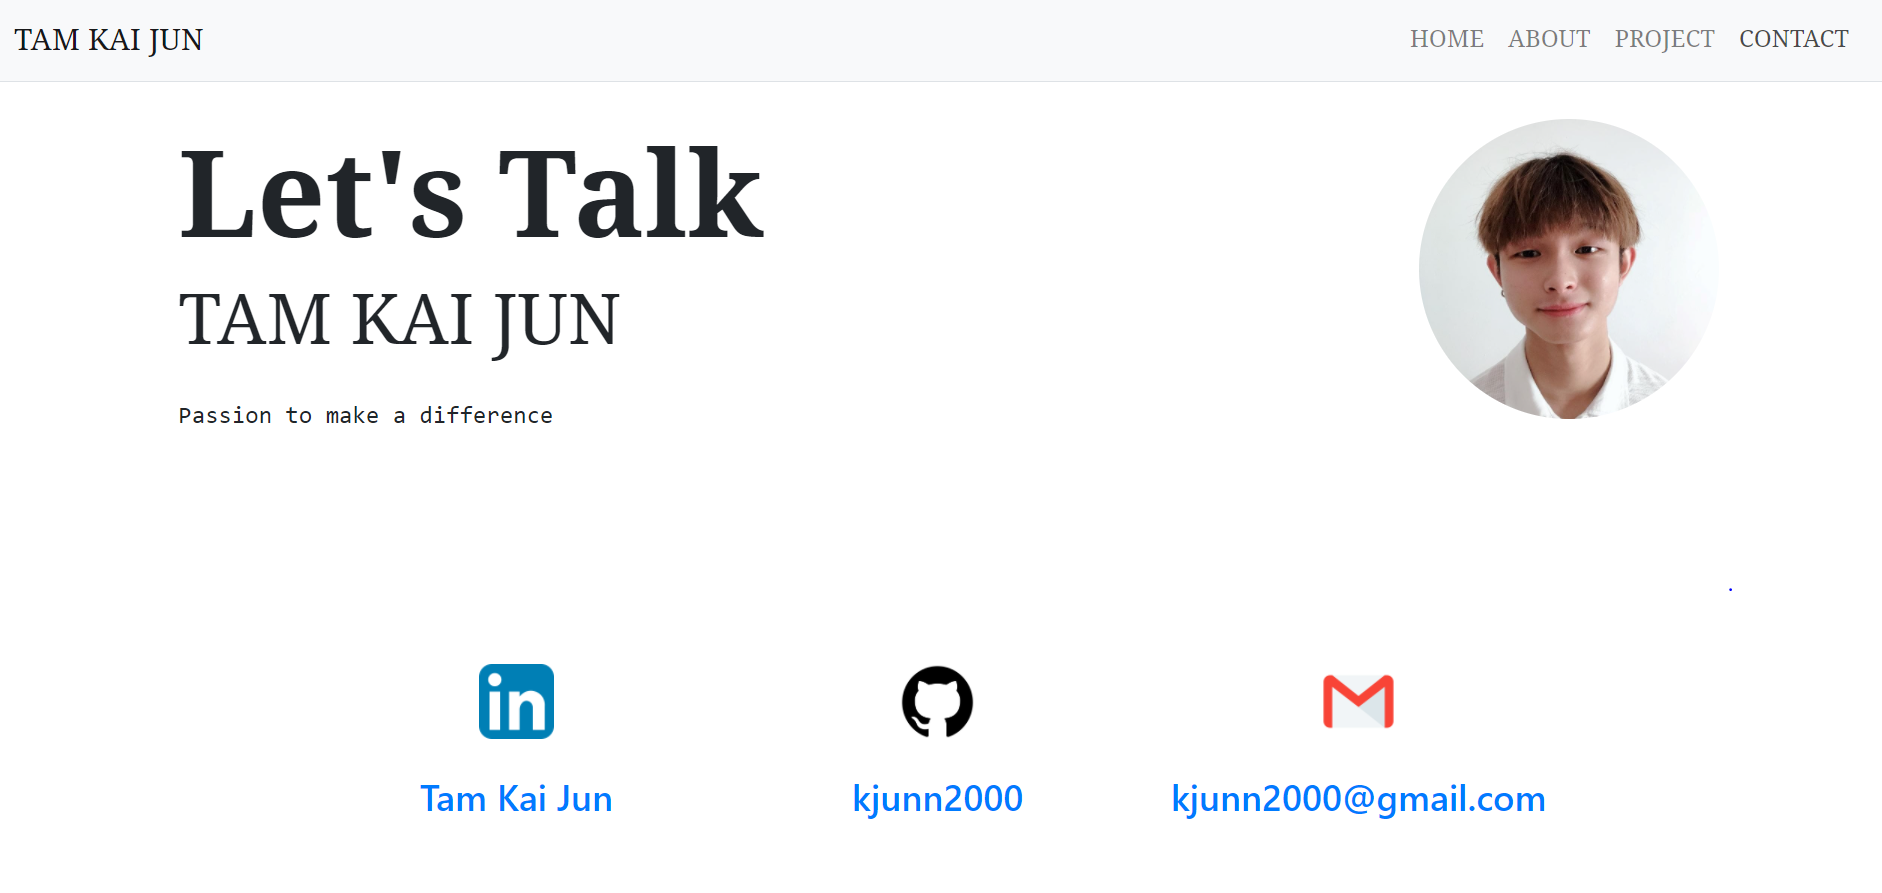 TAM KAI JUN
HOME ABOUT PROJECT CONTACT
Let's Talk
TAM KAI JUN
Passion to make a difference
in
Tam Kai Jun
kjunn2000
kjunn2000@gmail.com